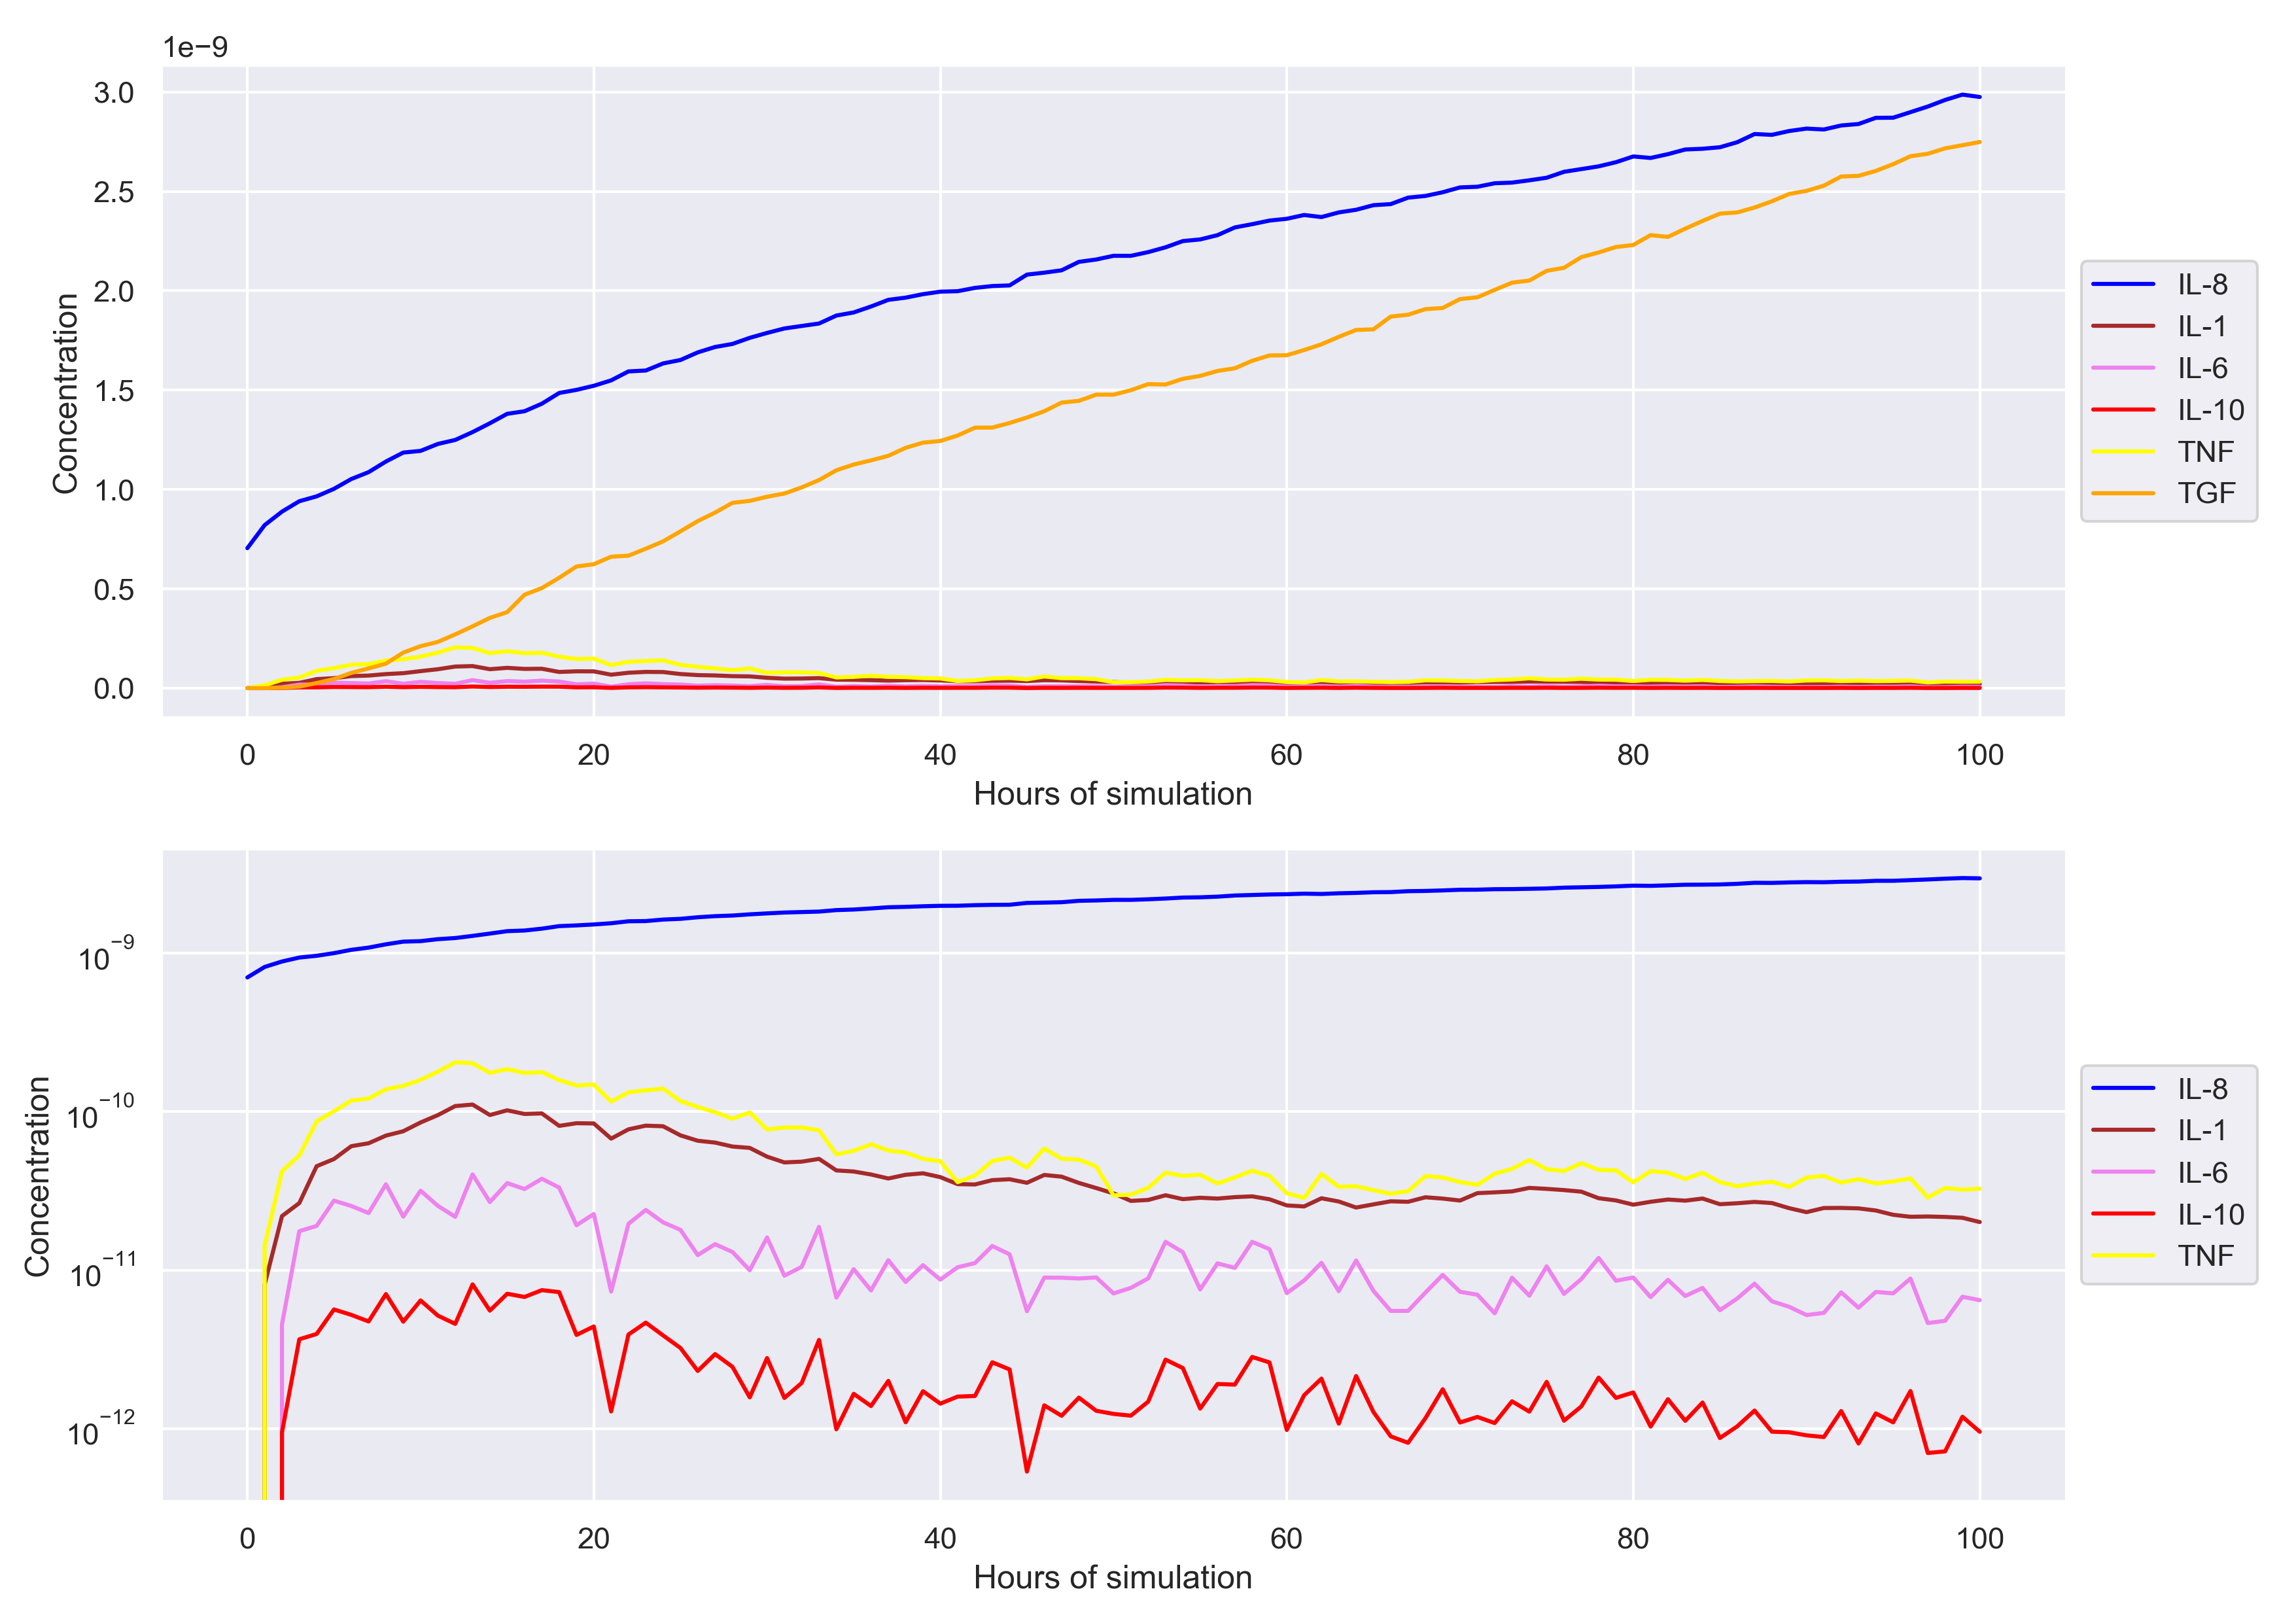 1e−9
3.0
2.5
2.0
1.5
1.0
0.5
0.0
Concentration
0 20 40 60 80 100
Hours of simulation
IL-8
IL-1
IL-6
IL-10
TNF
TGF
10⁻⁹
10⁻¹⁰
10⁻¹¹
10⁻¹²
Concentration
0 20 40 60 80 100
Hours of simulation
IL-8
IL-1
IL-6
IL-10
TNF